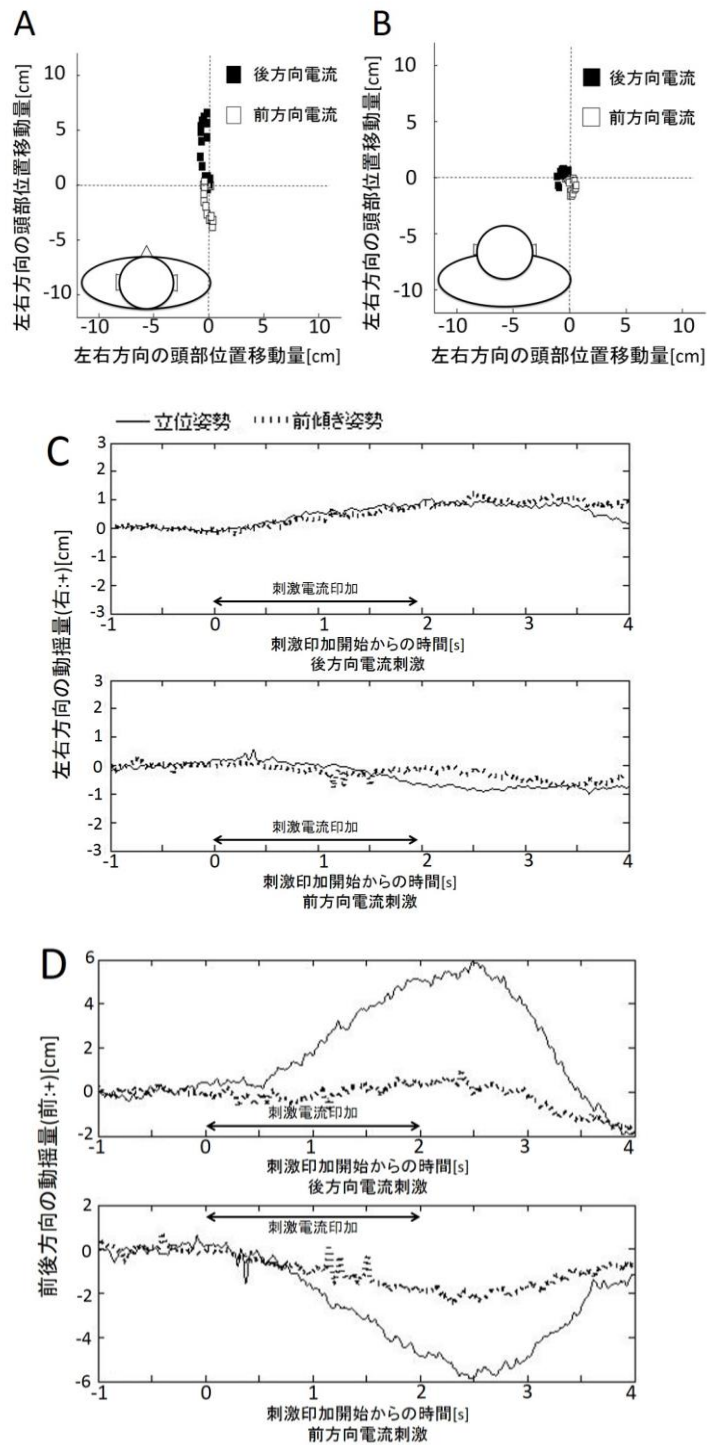 A
左右方向の頭部位置移動量[cm]
10
5
0
-5
-10
■ 後方向電流
□ 前方向電流
-10 -5 0 5 10
左右方向の頭部位置移動量[cm]
B
左右方向の頭部位置移動量[cm]
10
5
0
-5
-10
■ 後方向電流
□ 前方向電流
-10 -5 0 5 10
左右方向の頭部位置移動量[cm]
立位姿勢 前傾き姿勢
C
左右方向の動揺量(右:+)[cm]
3
2
1
0
-1
-2
-3
刺激電流印加
-1 0 1 2 3 4
刺激印加開始からの時間[s]
後方向電流刺激
3
2
1
0
-1
-2
-3
刺激電流印加
-1 0 1 2 3 4
刺激印加開始からの時間[s]
前方向電流刺激
D
前後方向の動揺量(前:+)[cm]
6
4
2
0
-2
刺激電流印加
-1 0 1 2 3 4
刺激印加開始からの時間[s]
後方向電流刺激
2
0
-2
-4
-6
刺激電流印加
-1 0 1 2 3 4
刺激印加開始からの時間[s]
前方向電流刺激